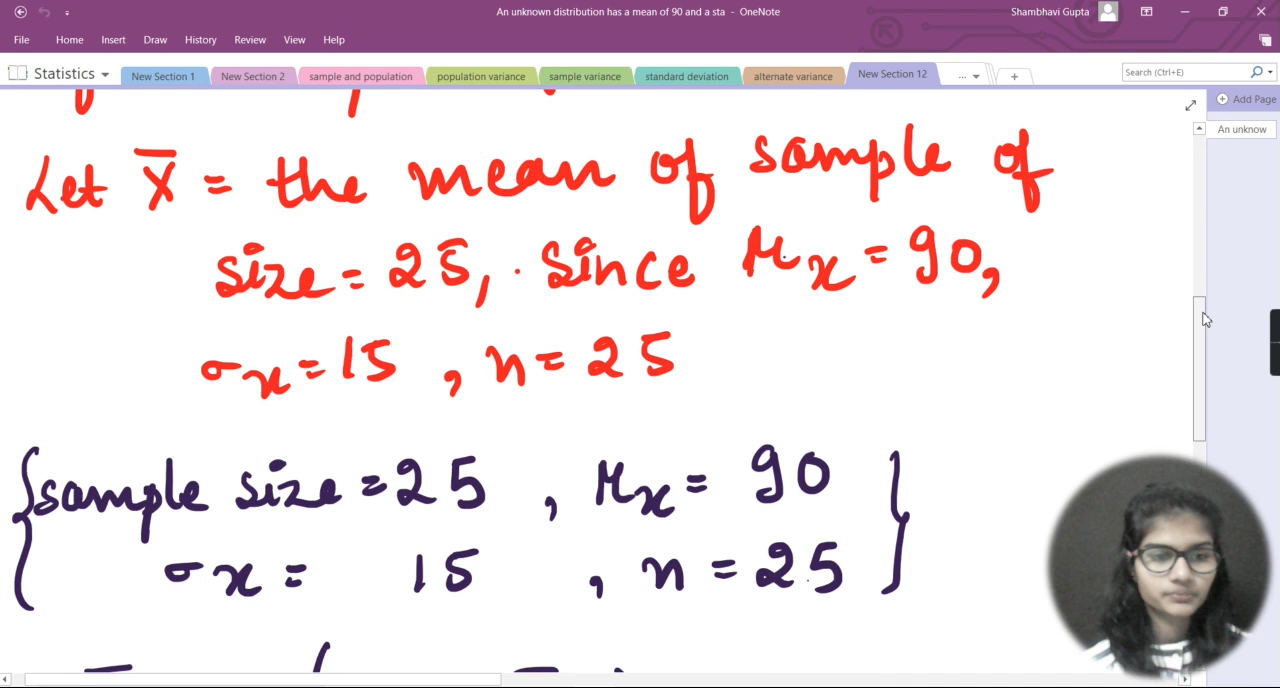 An unknown distribution has a mean of 90 and a sta - OneNote
Shambhavi Gupta
File Home Insert Draw History Review View Help
Statistics
New Section 1 New Section 2 sample and population population variance sample variance standard deviation alternate variance New Section 12 ... +
Search (Ctrl+E)
Add Page
An unknow
Let X̅ = the mean of sample of
size = 25, . since μx = 90,
σx = 15 , n = 25
{sample size = 25 , μx = 90
σx = 15 , n = 25}